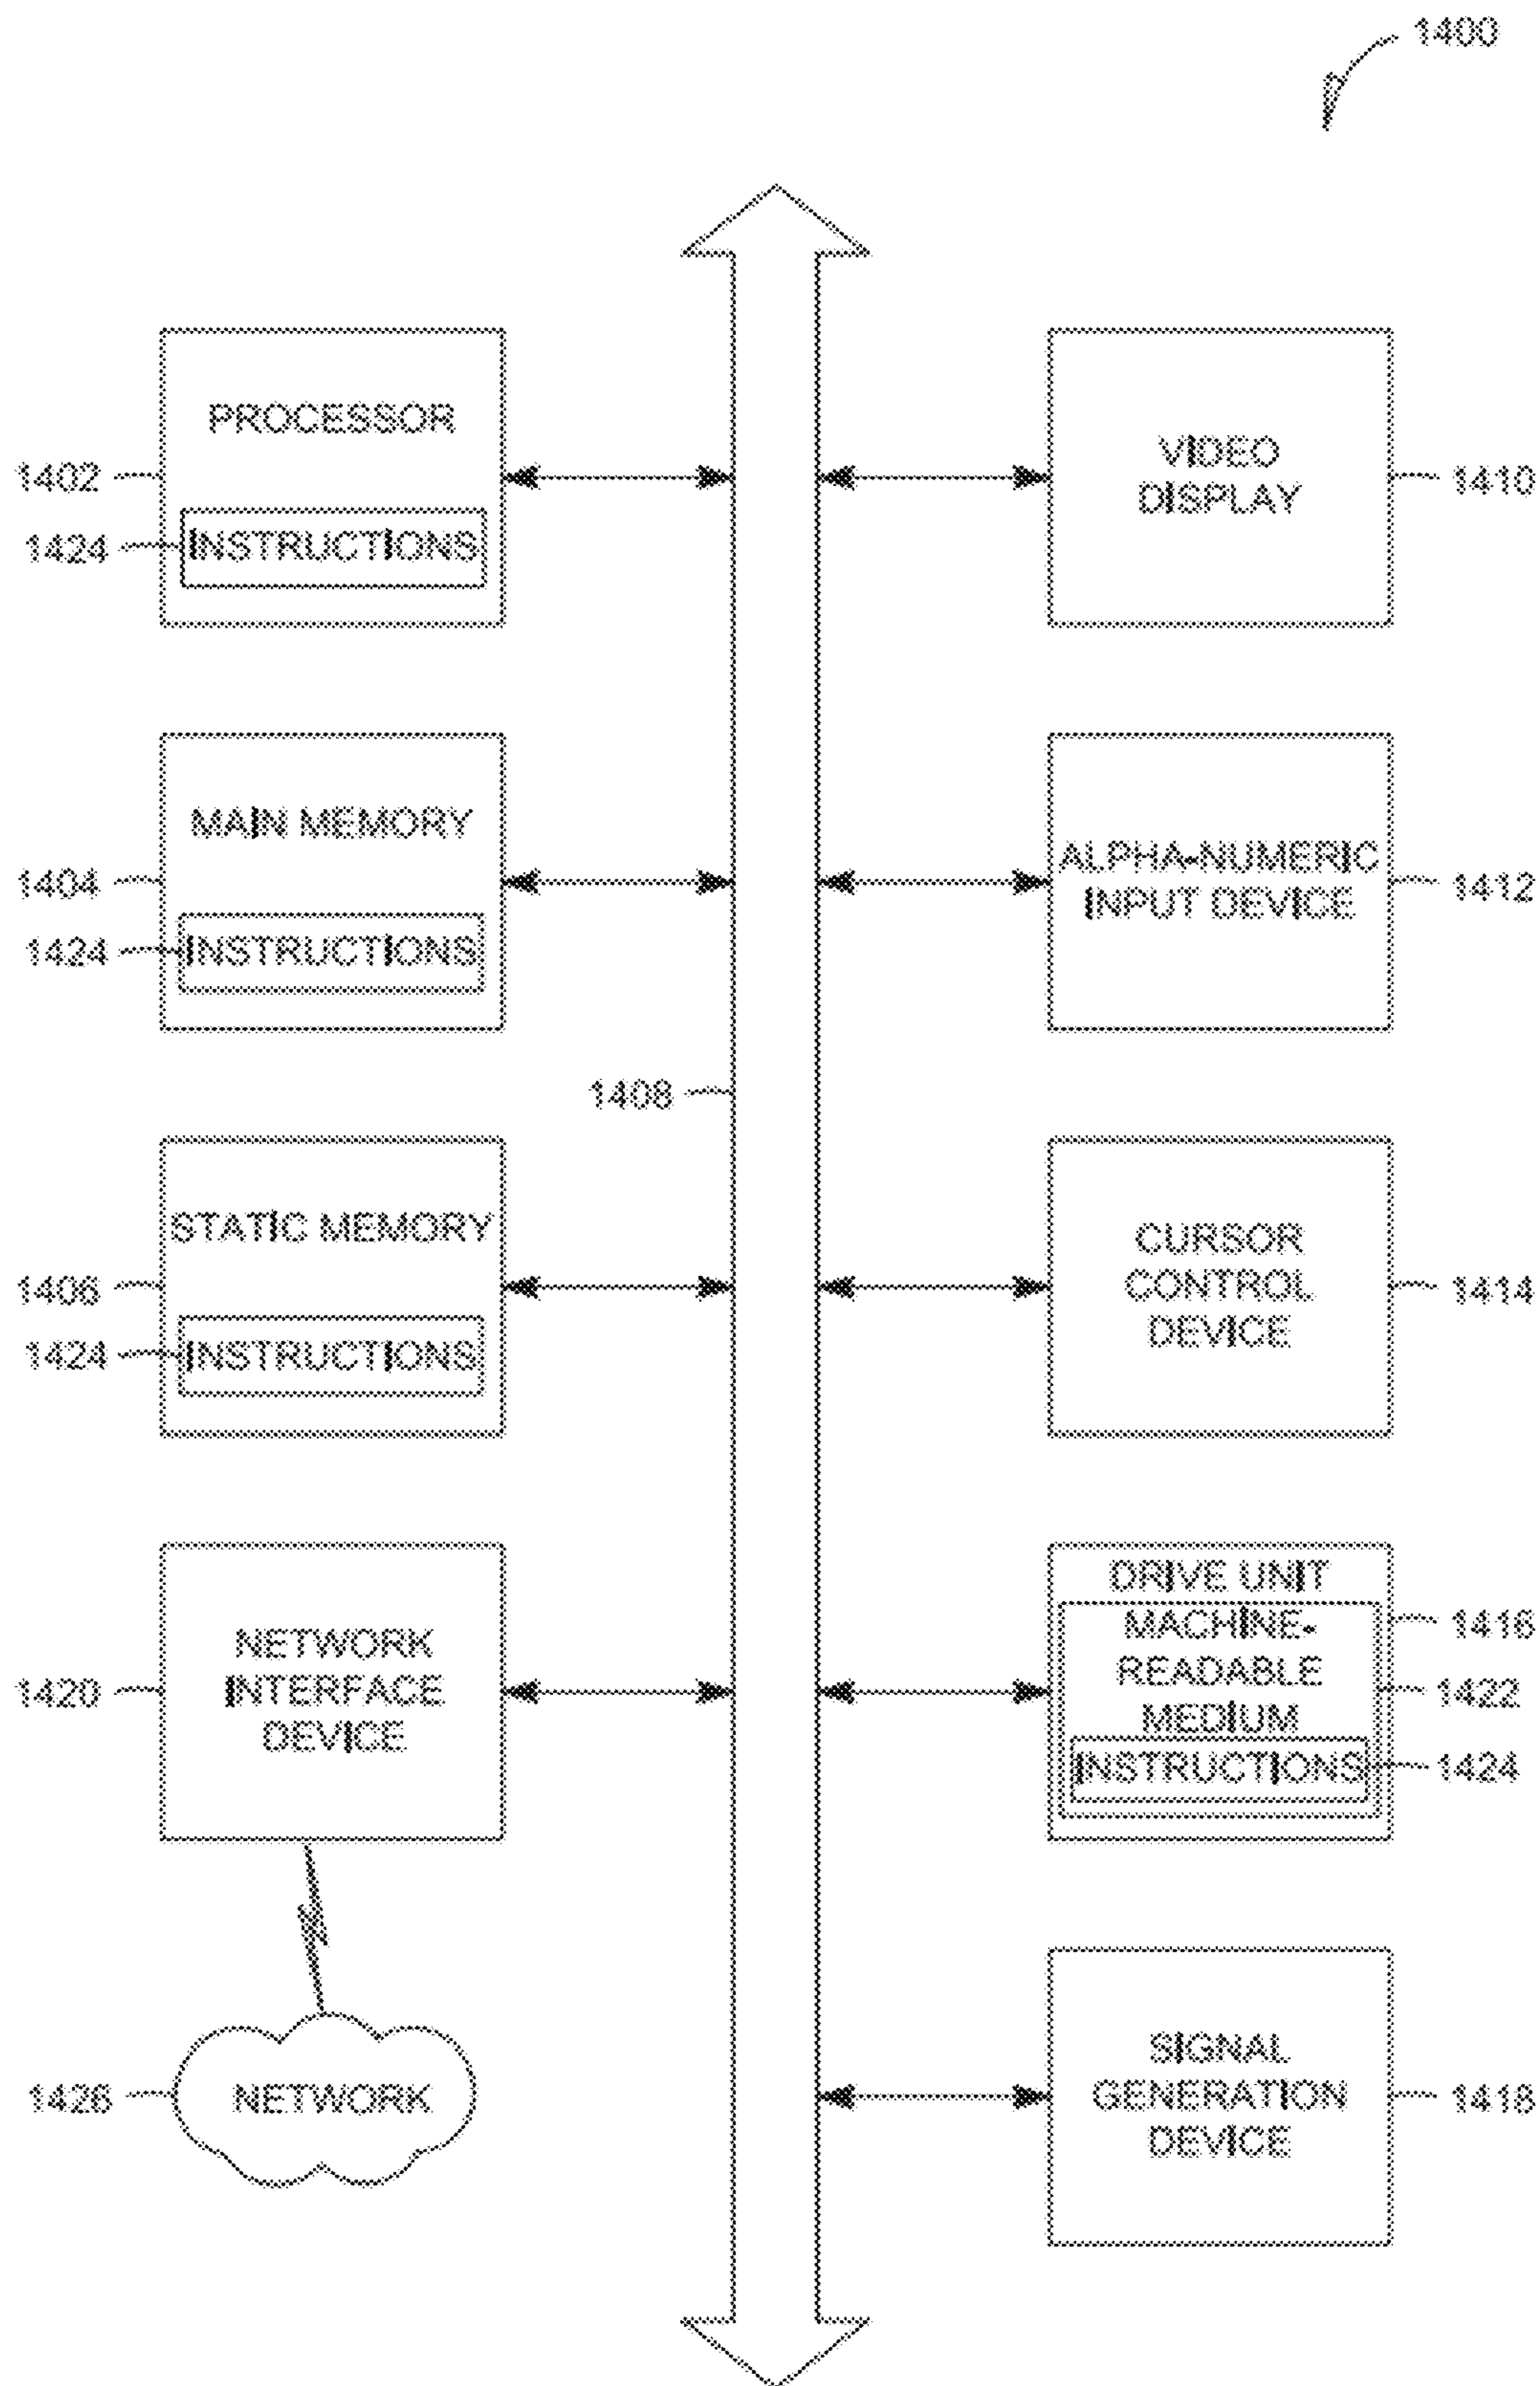 1400
PROCESSOR
1402
1424
INSTRUCTIONS
VIDEO
DISPLAY
1410
MAIN MEMORY
1404
1424
INSTRUCTIONS
ALPHA-NUMERIC
INPUT DEVICE
1412
1408
STATIC MEMORY
1406
1424
INSTRUCTIONS
CURSOR
CONTROL
DEVICE
1414
NETWORK
INTERFACE
DEVICE
1420
DRIVE UNIT
1416
MACHINE-
READABLE
MEDIUM
1422
INSTRUCTIONS
1424
NETWORK
1426
SIGNAL
GENERATION
DEVICE
1418